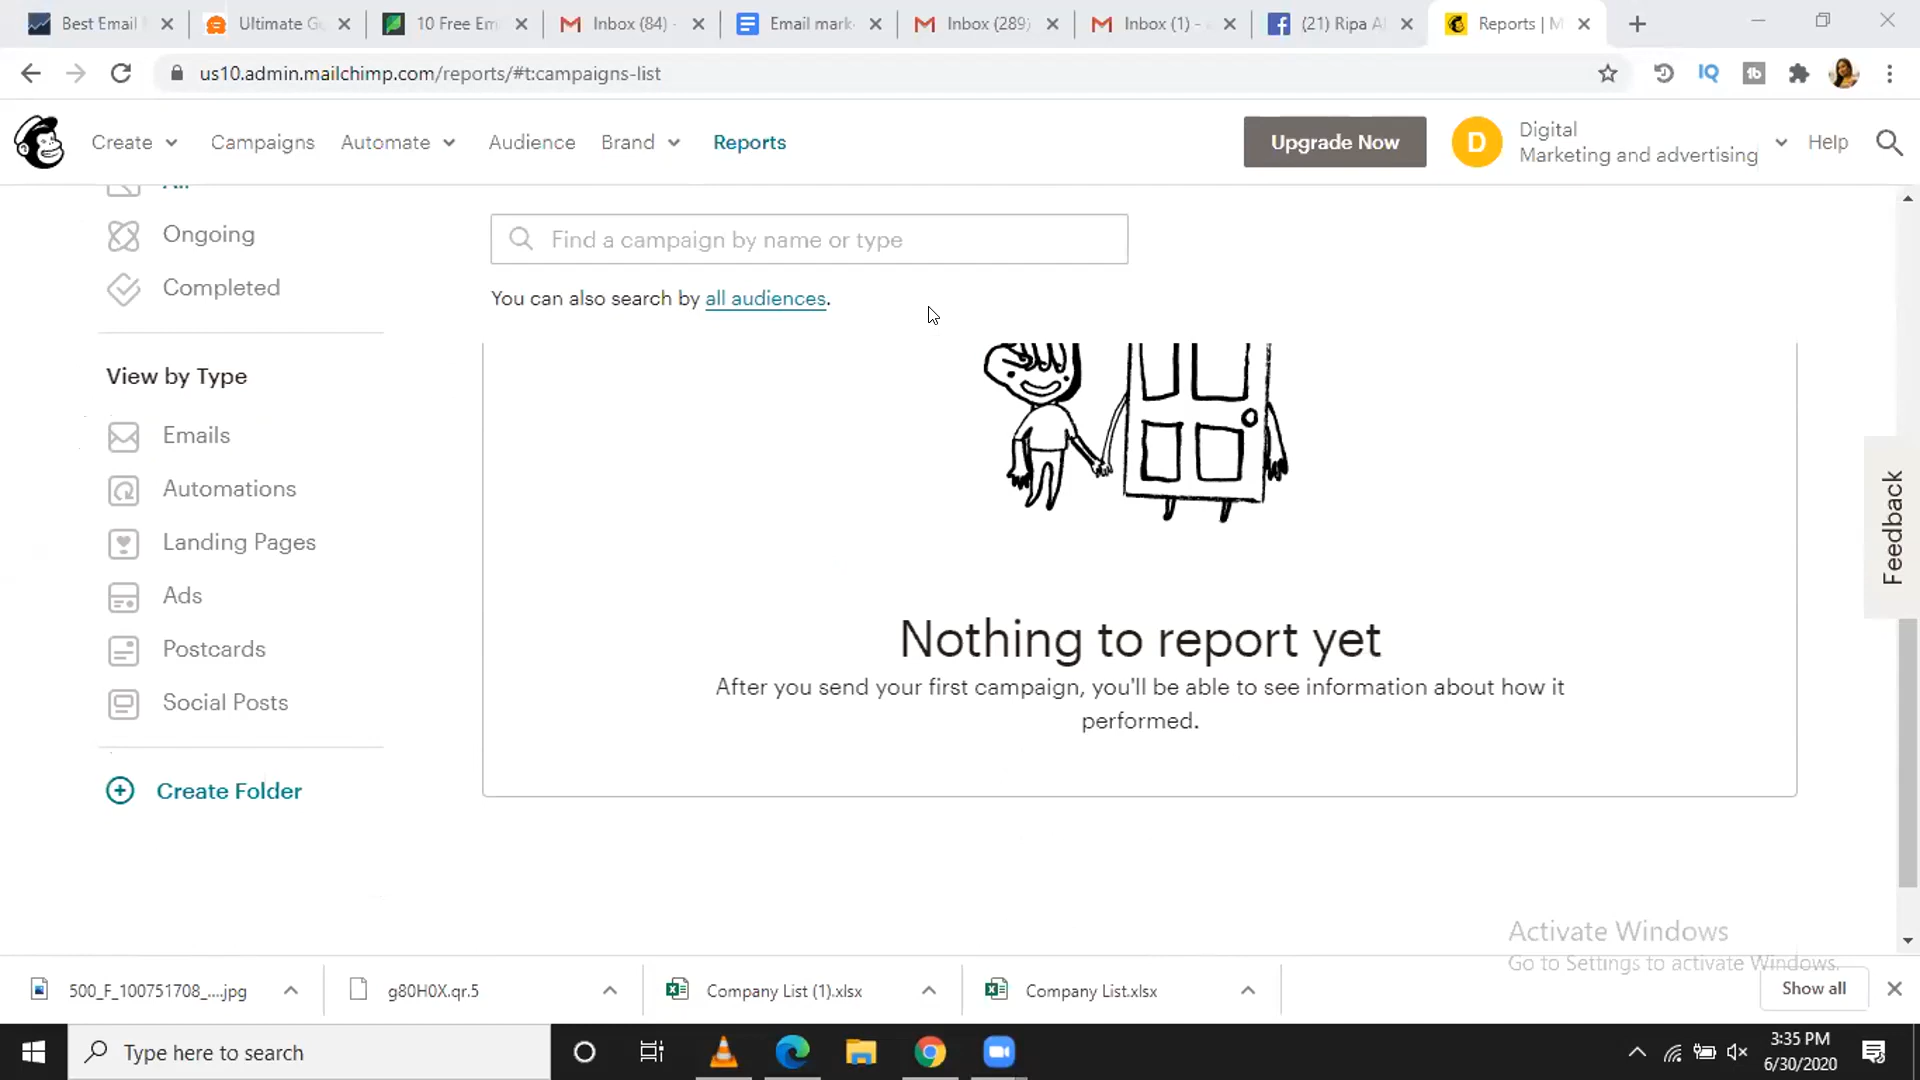 Best Email
Ultimate Gu
10 Free Em
Inbox (84) -
Email mark
Inbox (289)
Inbox (1) -
(21) Ripa A
Reports | M
us10.admin.mailchimp.com/reports/#t:campaigns-list
Create
Campaigns
Automate
Audience
Brand
Reports
Upgrade Now
D
Digital
Marketing and advertising
Help
All
Ongoing
Completed
Find a campaign by name or type
You can also search by all audiences.
View by Type
Emails
Automations
Landing Pages
Ads
Postcards
Social Posts
Create Folder
Nothing to report yet
After you send your first campaign, you'll be able to see information about how it
performed.
Feedback
Activate Windows
Go to Settings to activate Windows.
500_F_100751708_....jpg
g80H0X.qr.5
Company List (1).xlsx
Company List.xlsx
Show all
Type here to search
3:35 PM
6/30/2020